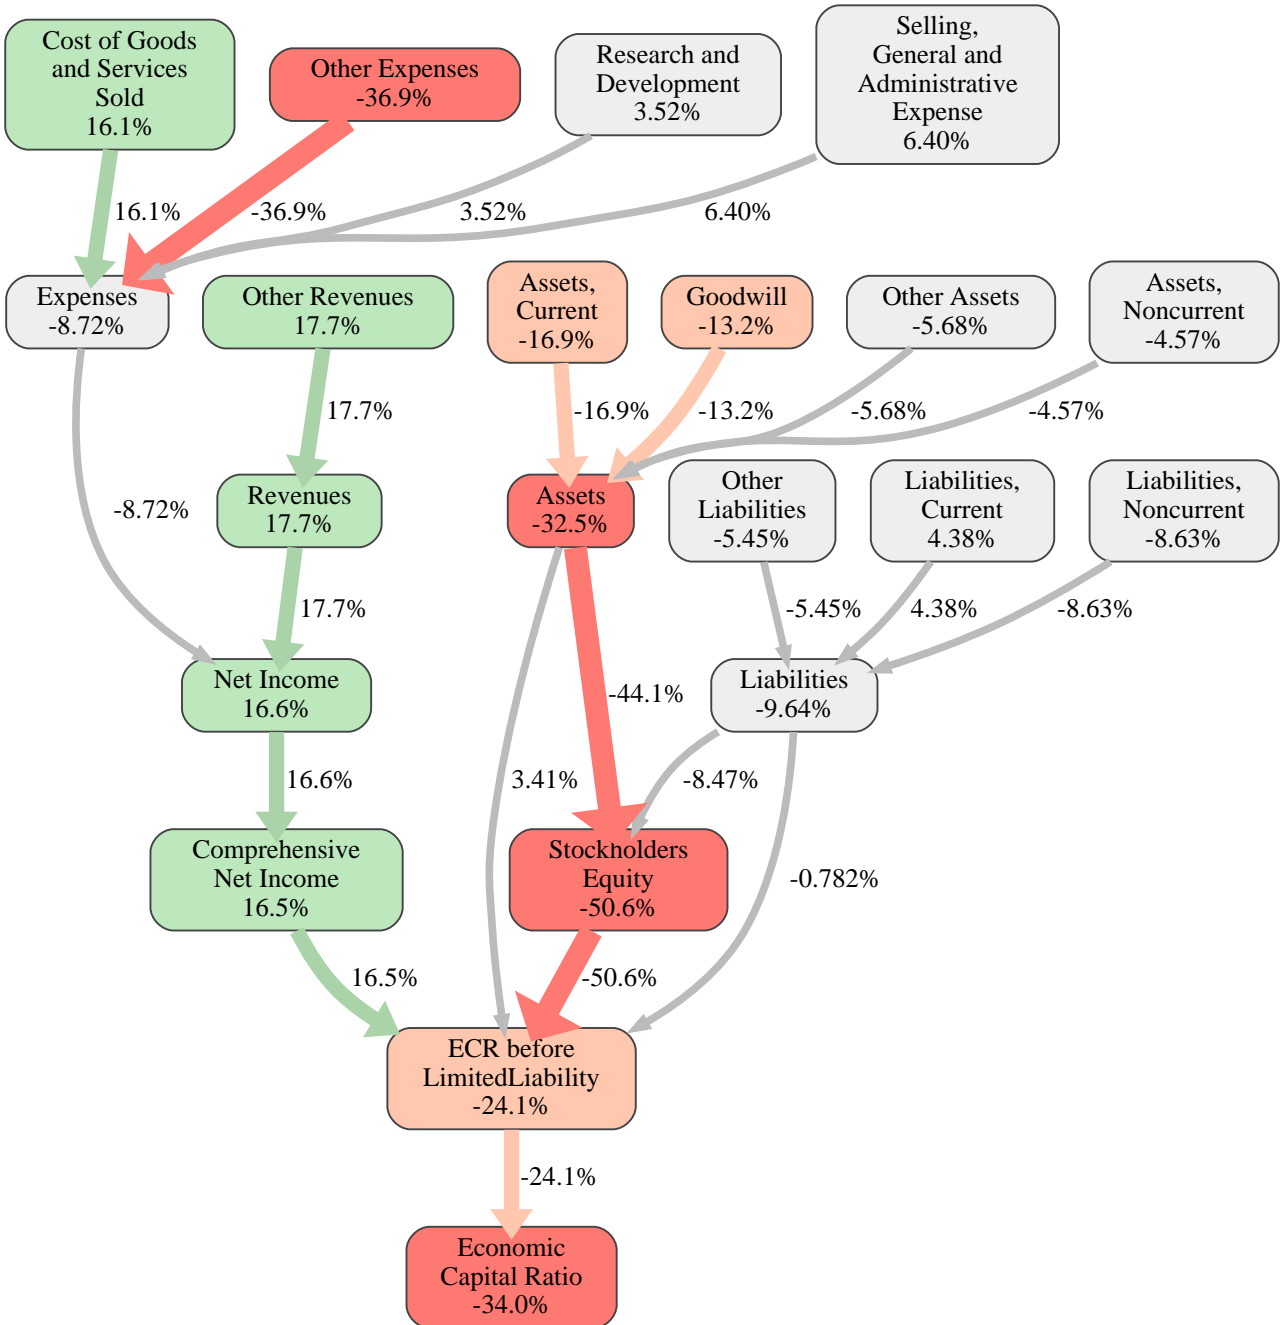 Cost of Goods
and Services
Sold
16.1%
Other Expenses
-36.9%
Research and
Development
3.52%
Selling,
General and
Administrative
Expense
6.40%
16.1%
-36.9%
3.52%
6.40%
Expenses
-8.72%
Other Revenues
17.7%
Assets,
Current
-16.9%
Goodwill
-13.2%
Other Assets
-5.68%
Assets,
Noncurrent
-4.57%
17.7%
-16.9%
-13.2%
-5.68%
-4.57%
-8.72%
Revenues
17.7%
Assets
-32.5%
Other
Liabilities
-5.45%
Liabilities,
Current
4.38%
Liabilities,
Noncurrent
-8.63%
17.7%
-5.45%
4.38%
-8.63%
Net Income
16.6%
-44.1%
Liabilities
-9.64%
16.6%
3.41%
-8.47%
Comprehensive
Net Income
16.5%
Stockholders
Equity
-50.6%
-0.782%
16.5%
-50.6%
ECR before
LimitedLiability
-24.1%
-24.1%
Economic
Capital Ratio
-34.0%